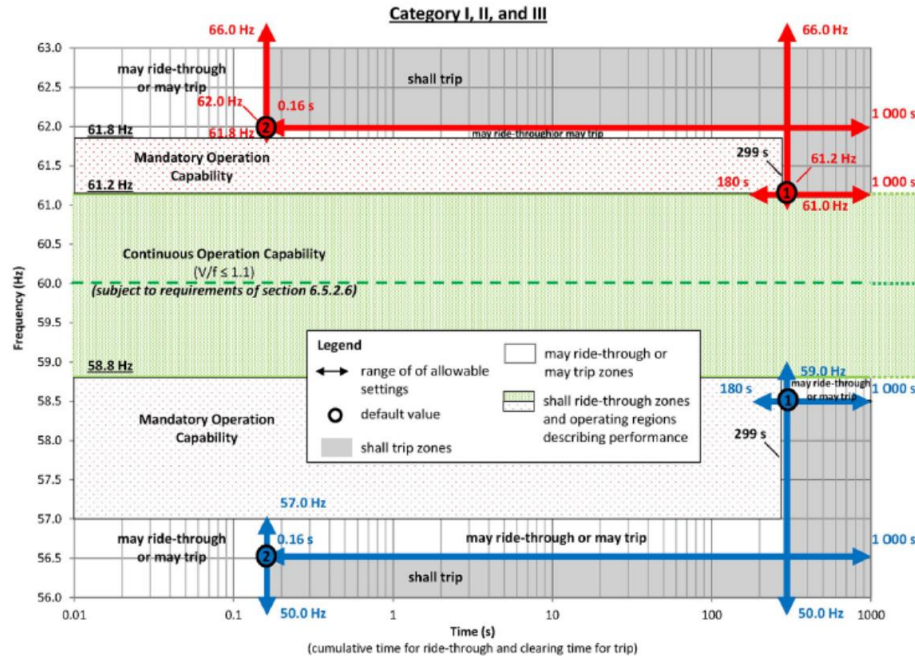 Category I, II, and III
66.0 Hz
66.0 Hz
63.0
may ride-through
or may trip
shall trip
62.5
62.0 Hz
0.16 s
1 000 s
62.0
2
61.8 Hz
61.8 Hz
may ride-through or may trip
Mandatory Operation
Capability
299 s
61.2 Hz
61.5
61.2 Hz
180 s
1
1 000 s
61.0
61.0 Hz
60.5
Continuous Operation Capability
(V/f ≤ 1.1)
60.0
(subject to requirements of section 6.5.2.6)
59.5
Frequency (Hz)
59.0
58.8 Hz
Legend
range of of allowable
settings
default value
shall trip zones
may ride-through or
may trip zones
shall ride-through zones
and operating regions
describing performance
59.0 Hz
may ride-through
or may trip
58.5
180 s
1
1 000 s
Mandatory Operation
Capability
58.0
299 s
57.5
57.0 Hz
57.0
may ride-through
or may trip
0.16 s
may ride-through or may trip
1 000 s
56.5
2
shall trip
56.0
50.0 Hz
50.0 Hz
0.01
0.1
1
10
100
1000
Time (s)
(cumulative time for ride-through and clearing time for trip)